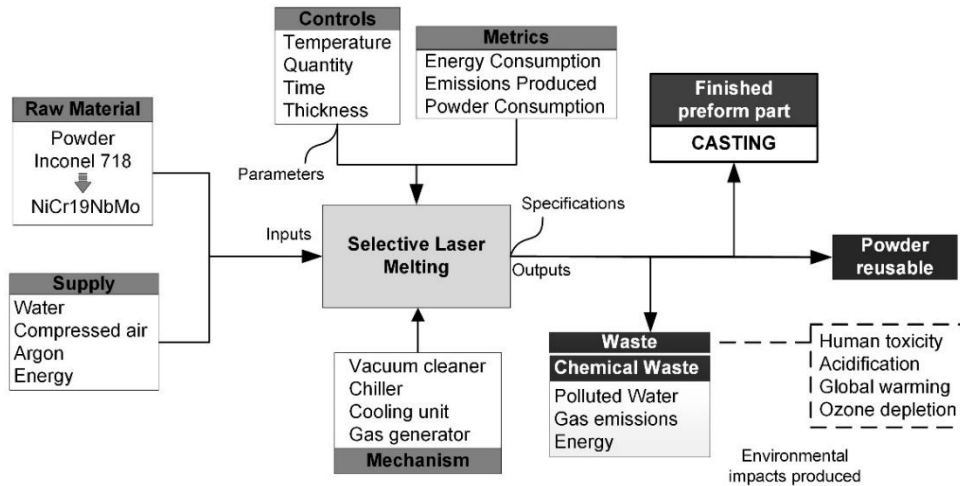 Controls
Temperature
Quantity
Time
Thickness
Metrics
Energy Consumption
Emissions Produced
Powder Consumption
Finished
preform part
CASTING
Raw Material
Powder
Inconel 718
NiCr19NbMo
Parameters
Specifications
Inputs
Selective Laser
Melting
Outputs
Powder
reusable
Supply
Water
Compressed air
Argon
Energy
Vacuum cleaner
Chiller
Cooling unit
Gas generator
Mechanism
Waste
Chemical Waste
Polluted Water
Gas emissions
Energy
Human toxicity
Acidification
Global warming
Ozone depletion
Environmental
impacts produced